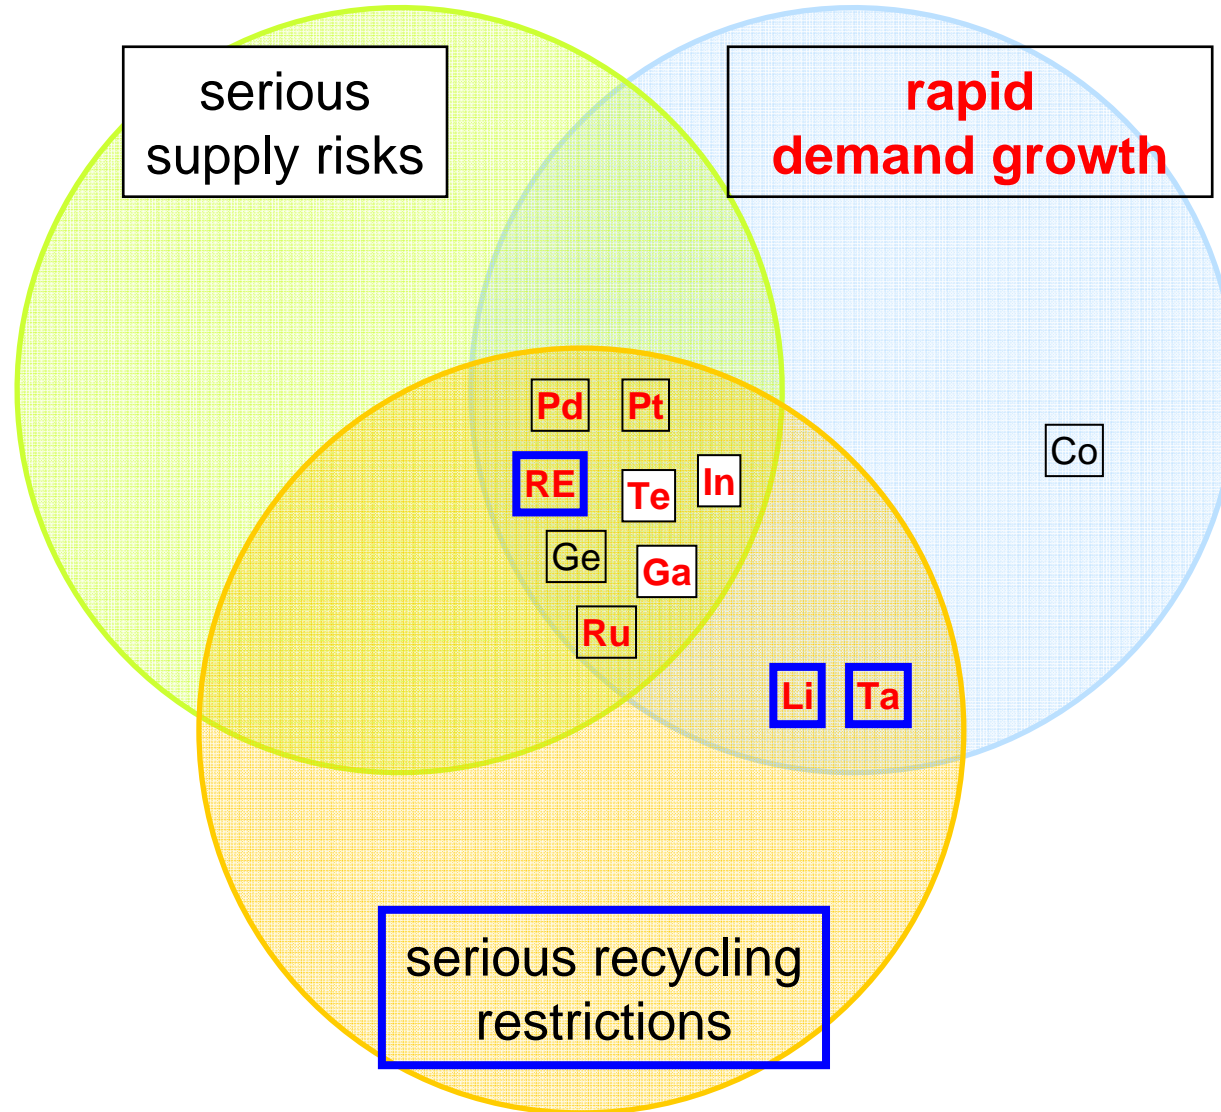 serious
supply risks
rapid
demand growth
Pd
Pt
Co
RE
Te
In
Ge
Ga
Ru
Li
Ta
serious recycling
restrictions